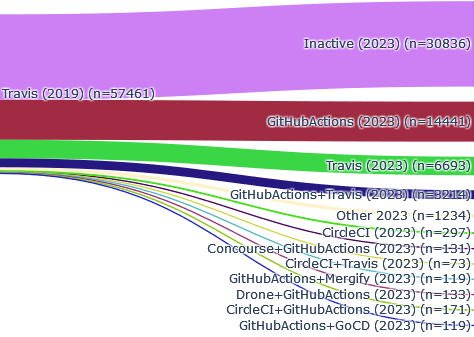 Inactive (2023) (n=30836)
Travis (2019) (n=57461)
GitHubActions (2023) (n=14441)
Travis (2023) (n=6693)
GitHubActions+Travis (2023) (n=3214)
Other 2023 (n=1234)
CircleCI (2023) (n=297)
Concourse+GitHubActions (2023) (n=131)
CircleCI+Travis (2023) (n=73)
GitHubActions+Mergify (2023) (n=119)
Drone+GitHubActions (2023) (n=133)
CircleCI+GitHubActions (2023) (n=171)
GitHubActions+GoCD (2023) (n=119)